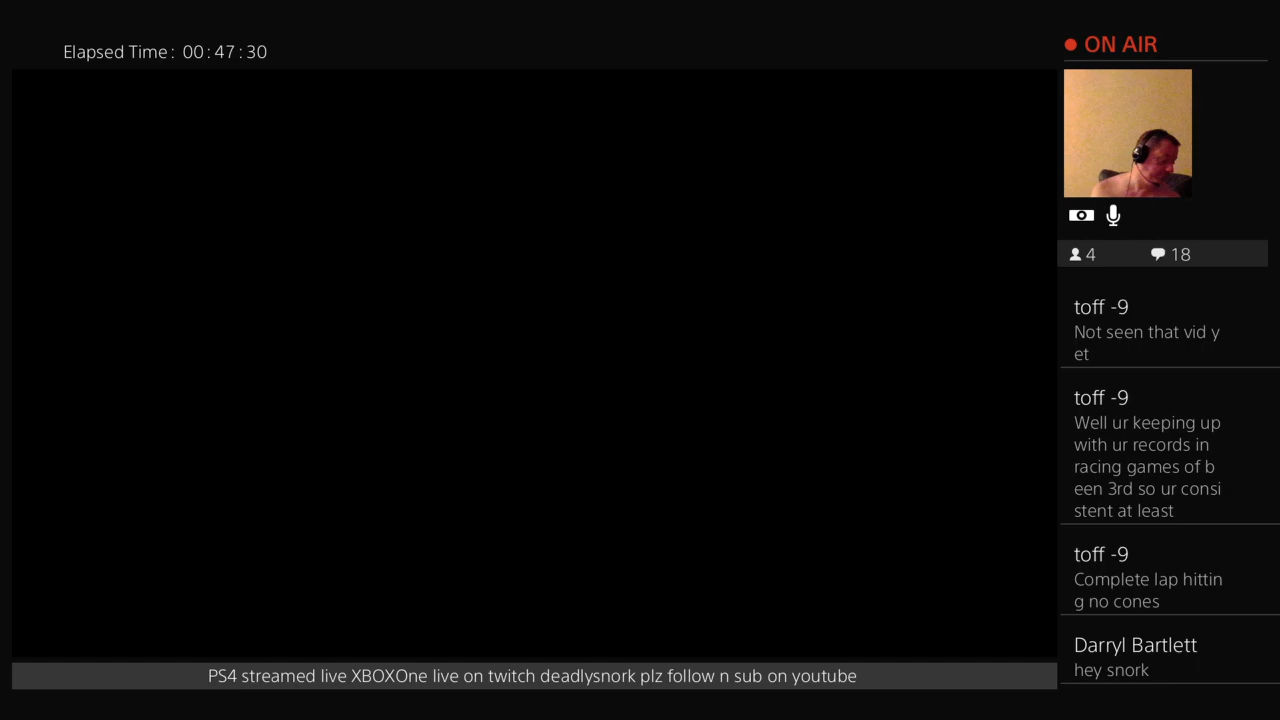 Elapsed Time: 00:47:30
ON AIR
4
18
toff -9
Not seen that vid y
et
toff -9
Well ur keeping up
with ur records in
racing games of b
een 3rd so ur consi
stent at least
toff -9
Complete lap hittin
g no cones
Darryl Bartlett
hey snork
PS4 streamed live XBOXOne live on twitch deadlysnork plz follow n sub on youtube